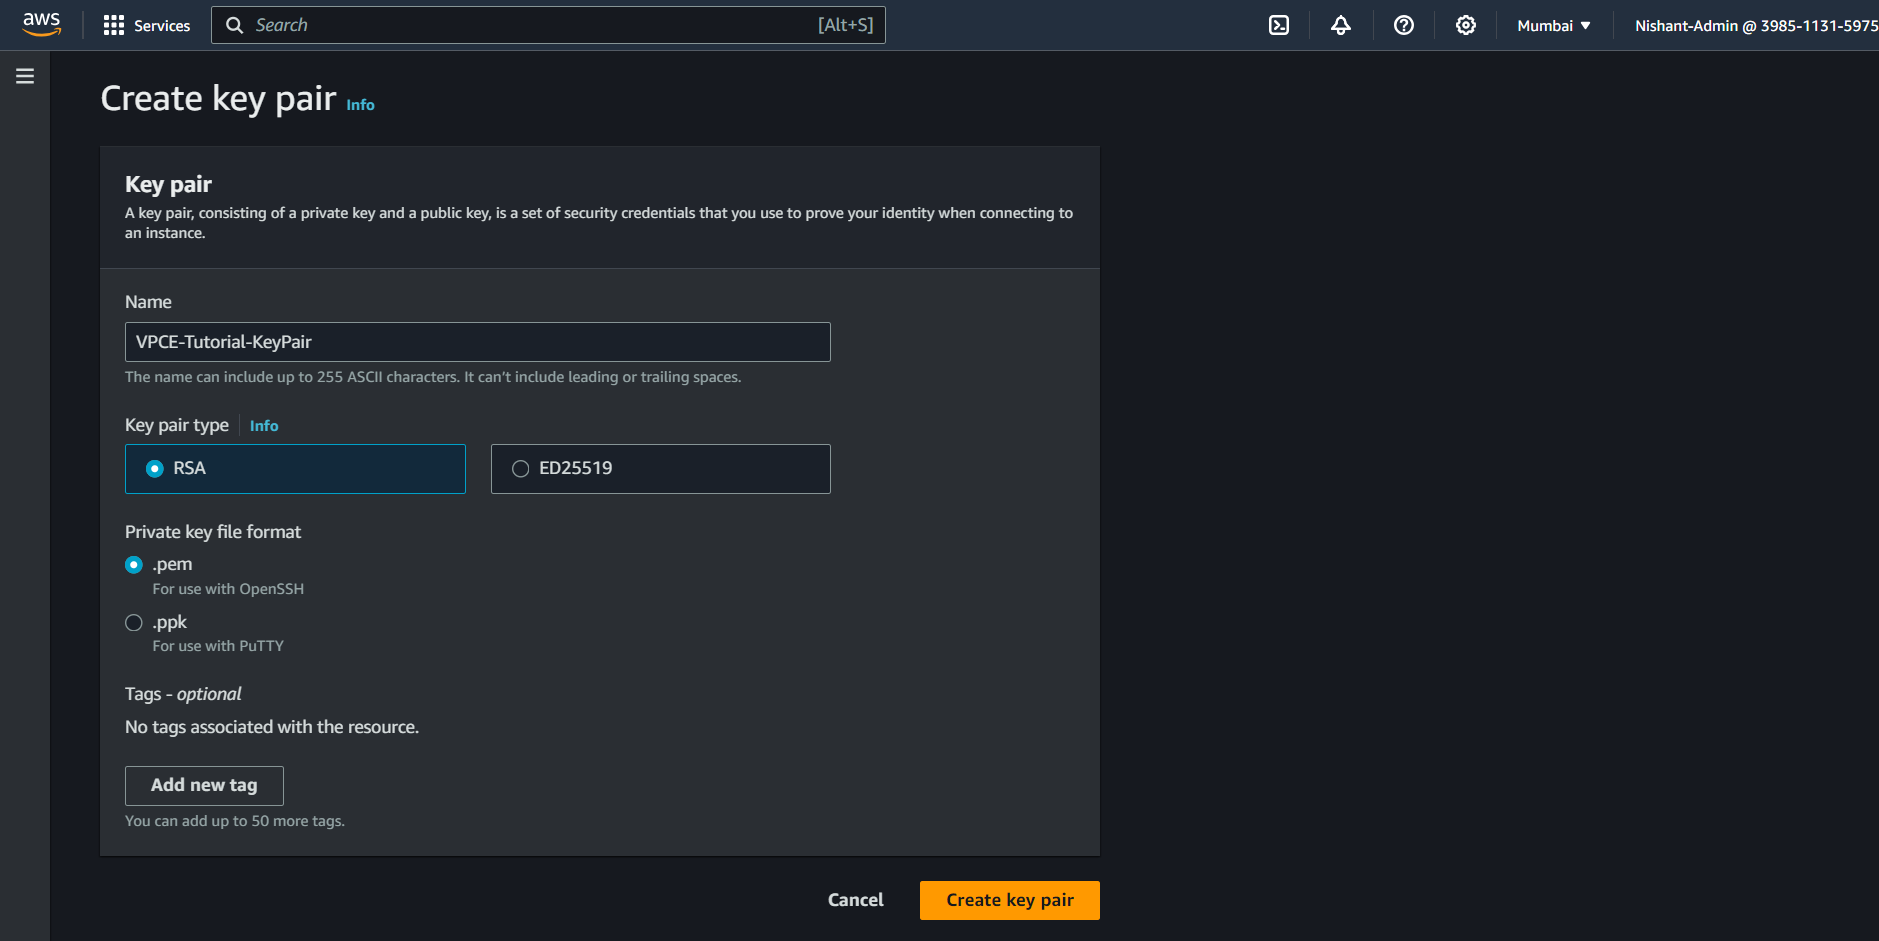 aws
Services
Search [Alt+S]
Mumbai
Nishant-Admin @ 3985-1131-5975
Create key pair Info
Key pair
A key pair, consisting of a private key and a public key, is a set of security credentials that you use to prove your identity when connecting to
an instance.
Name
VPCE-Tutorial-KeyPair
The name can include up to 255 ASCII characters. It can't include leading or trailing spaces.
Key pair type Info
RSA
ED25519
Private key file format
.pem
For use with OpenSSH
.ppk
For use with PuTTY
Tags - optional
No tags associated with the resource.
Add new tag
You can add up to 50 more tags.
Cancel
Create key pair